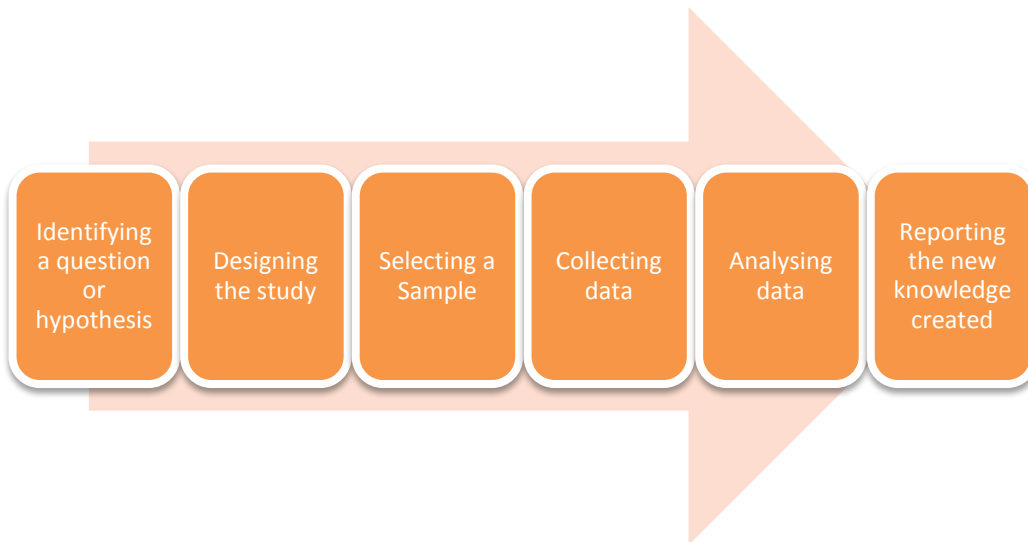 Identifying
a question
or
hypothesis
Designing
the study
Selecting a
Sample
Collecting
data
Analysing
data
Reporting
the new
knowledge
created